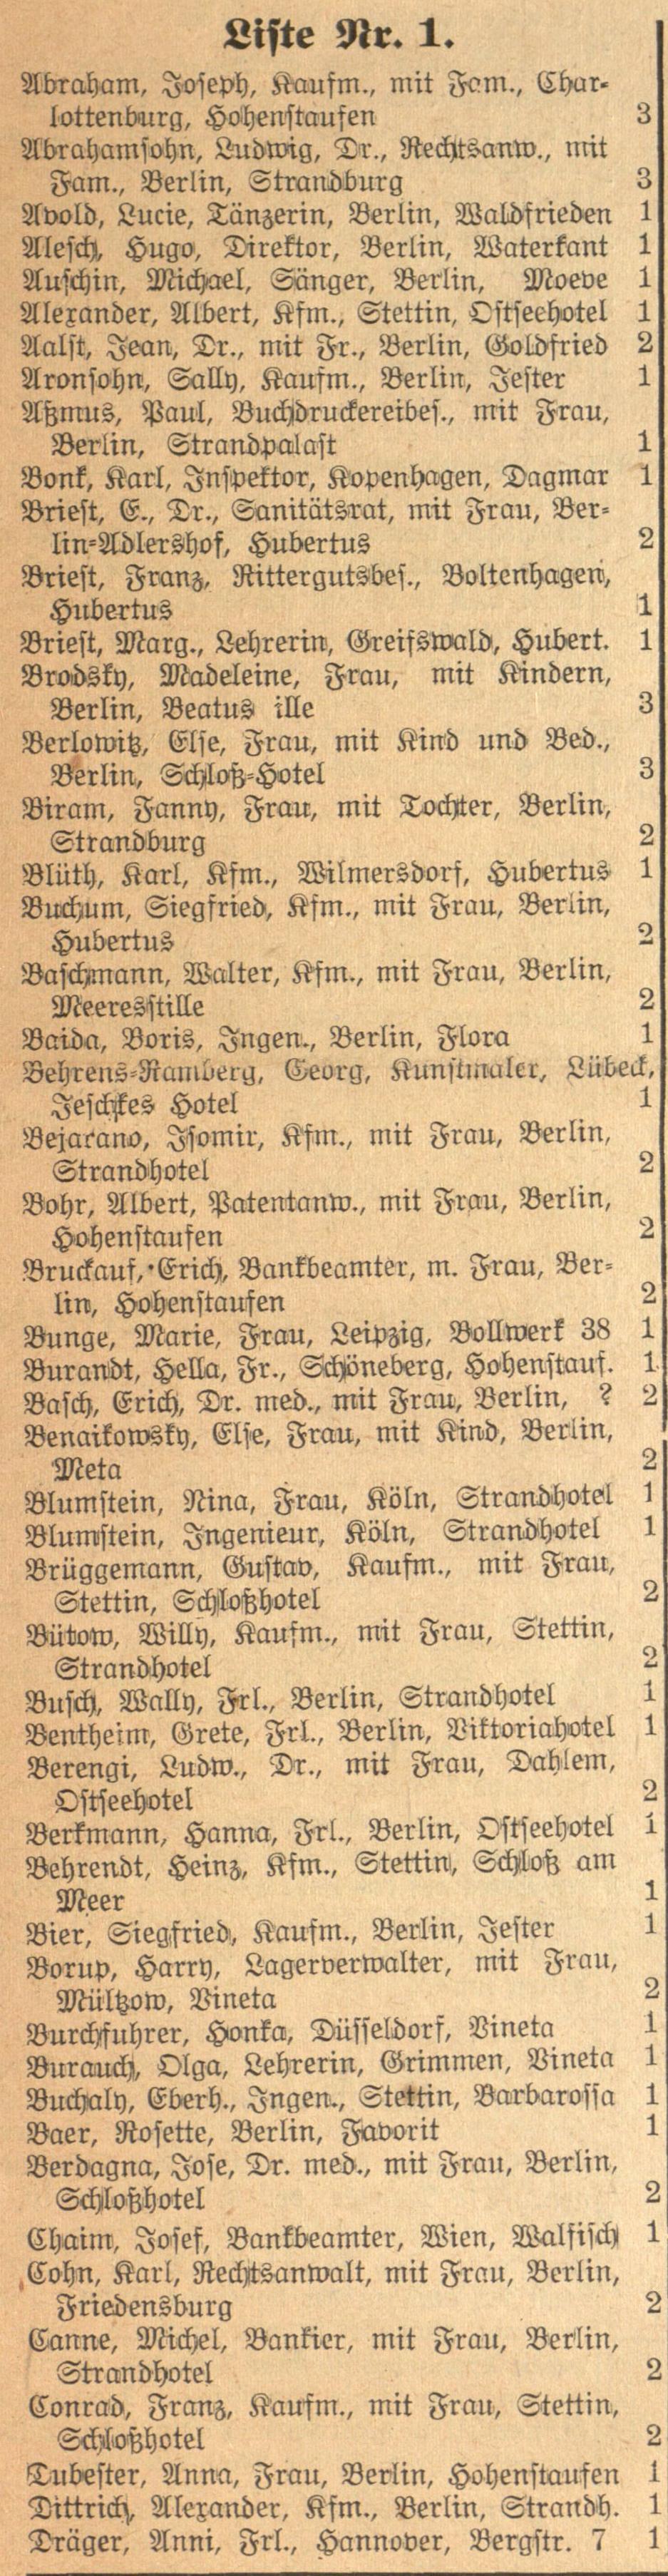 Liste Nr. 1.
Abraham, Joseph, Kaufm., mit Fam., Char-
lottenburg, Hohenstaufen 3
Abrahamsohn, Ludwig, Dr., Rechtsanw., mit
Fam., Berlin, Strandburg 3
Avold, Lucie, Tänzerin, Berlin, Waldfrieden 1
Alesch, Hugo, Direktor, Berlin, Waterkant 1
Auschin, Michael, Sänger, Berlin, Moeve 1
Alexander, Albert, Kfm., Stettin, Ostseehotel 1
Aalst, Jean, Dr., mit Fr., Berlin, Goldfried 2
Aronsohn, Sally, Kaufm., Berlin, Jester 1
Aßmus, Paul, Buchdruckereibes., mit Frau,
Berlin, Strandpalast 1
Bonk, Karl, Inspektor, Kopenhagen, Dagmar 1
Briest, E., Dr., Sanitätsrat, mit Frau, Ber-
lin-Adlershof, Hubertus 2
Briest, Franz, Rittergutsbes., Boltenhagen,
Hubertus 1
Briest, Marg., Lehrerin, Greifswald, Hubert. 1
Brodsky, Madeleine, Frau, mit Kindern,
Berlin, Beatus ille 3
Berlowitz, Else, Frau, mit Kind und Bed.,
Berlin, Schloß-Hotel 3
Biram, Fanny, Frau, mit Tochter, Berlin,
Strandburg 2
Blüth, Karl, Kfm., Wilmersdorf, Hubertus 1
Buchum, Siegfried, Kfm., mit Frau, Berlin,
Hubertus 2
Baschmann, Walter, Kfm., mit Frau, Berlin,
Meeresstille 2
Baida, Boris, Ingen., Berlin, Flora 1
Behrens-Ramberg, Georg, Kunstmaler, Lübeck,
Jeschkes Hotel 1
Bejarano, Isomir, Kfm., mit Frau, Berlin,
Strandhotel 2
Bohr, Albert, Patentanw., mit Frau, Berlin,
Hohenstaufen 2
Bruckauf, Erich, Bankbeamter, m. Frau, Ber-
lin, Hohenstaufen 2
Bunge, Marie, Frau, Leipzig, Bollwerk 38 1
Burandt, Hella, Fr., Schöneberg, Hohenstauf. 1
Basch, Erich, Dr. med., mit Frau, Berlin, ? 2
Benaikowsky, Else, Frau, mit Kind, Berlin,
Meta 2
Blumstein, Nina, Frau, Köln, Strandhotel 1
Blumstein, Ingenieur, Köln, Strandhotel 1
Brüggemann, Gustav, Kaufm., mit Frau,
Stettin, Schloßhotel 2
Bütow, Willy, Kaufm., mit Frau, Stettin,
Strandhotel 2
Busch, Wally, Frl., Berlin, Strandhotel 1
Bentheim, Grete, Frl., Berlin, Viktoriahotel 1
Berengi, Ludw., Dr., mit Frau, Dahlem,
Ostseehotel 2
Berkmann, Hanna, Frl., Berlin, Ostseehotel 1
Behrendt, Heinz, Kfm., Stettin, Schloß am
Meer 1
Bier, Siegfried, Kaufm., Berlin, Jester 1
Borup, Harry, Lagerverwalter, mit Frau,
Mültzow, Vineta 2
Burchfuhrer, Honka, Düsseldorf, Vineta 1
Burauch, Olga, Lehrerin, Grimmen, Vineta 1
Buchaly, Eberh., Ingen., Stettin, Barbarossa 1
Baer, Rosette, Berlin, Favorit 1
Berdagna, Jose, Dr. med., mit Frau, Berlin,
Schloßhotel 2
Chaim, Josef, Bankbeamter, Wien, Walfisch 1
Cohn, Karl, Rechtsanwalt, mit Frau, Berlin,
Friedensburg 2
Canne, Michel, Bankier, mit Frau, Berlin,
Strandhotel 2
Conrad, Franz, Kaufm., mit Frau, Stettin,
Schloßhotel 2
Dubester, Anna, Frau, Berlin, Hohenstaufen 1
Dittrich, Alexander, Kfm., Berlin, Strandh. 1
Dräger, Anni, Frl., Hannover, Bergstr. 7 1